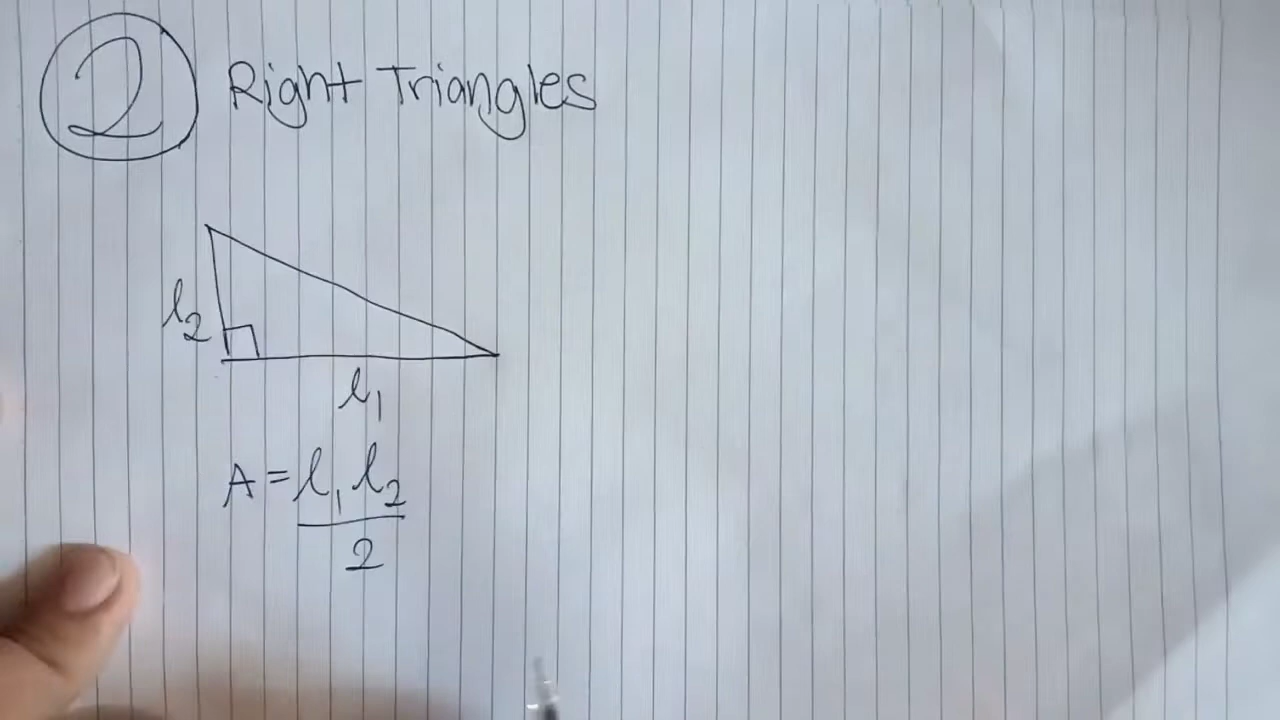 2 Right Triangles
l₂
l₁
A = l₁ l₂
2